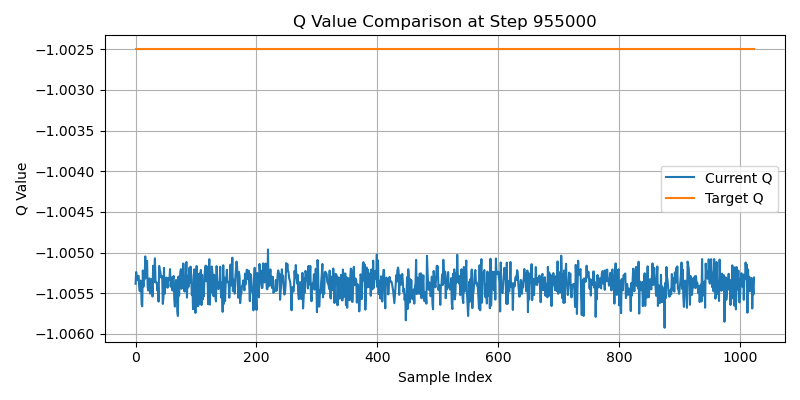 Q Value Comparison at Step 955000
−1.0025
−1.0030
−1.0035
−1.0040
−1.0045
−1.0050
−1.0055
−1.0060
Q Value
Current Q
Target Q
0 200 400 600 800 1000
Sample Index